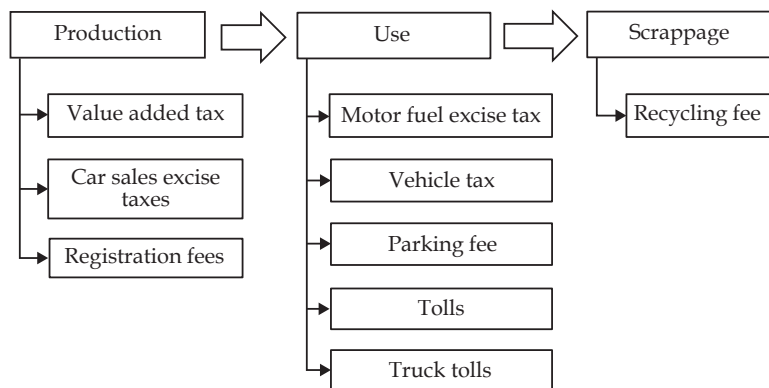 Production
Use
Scrappage
Value added tax
Car sales excise
taxes
Registration fees
Motor fuel excise tax
Vehicle tax
Parking fee
Tolls
Truck tolls
Recycling fee